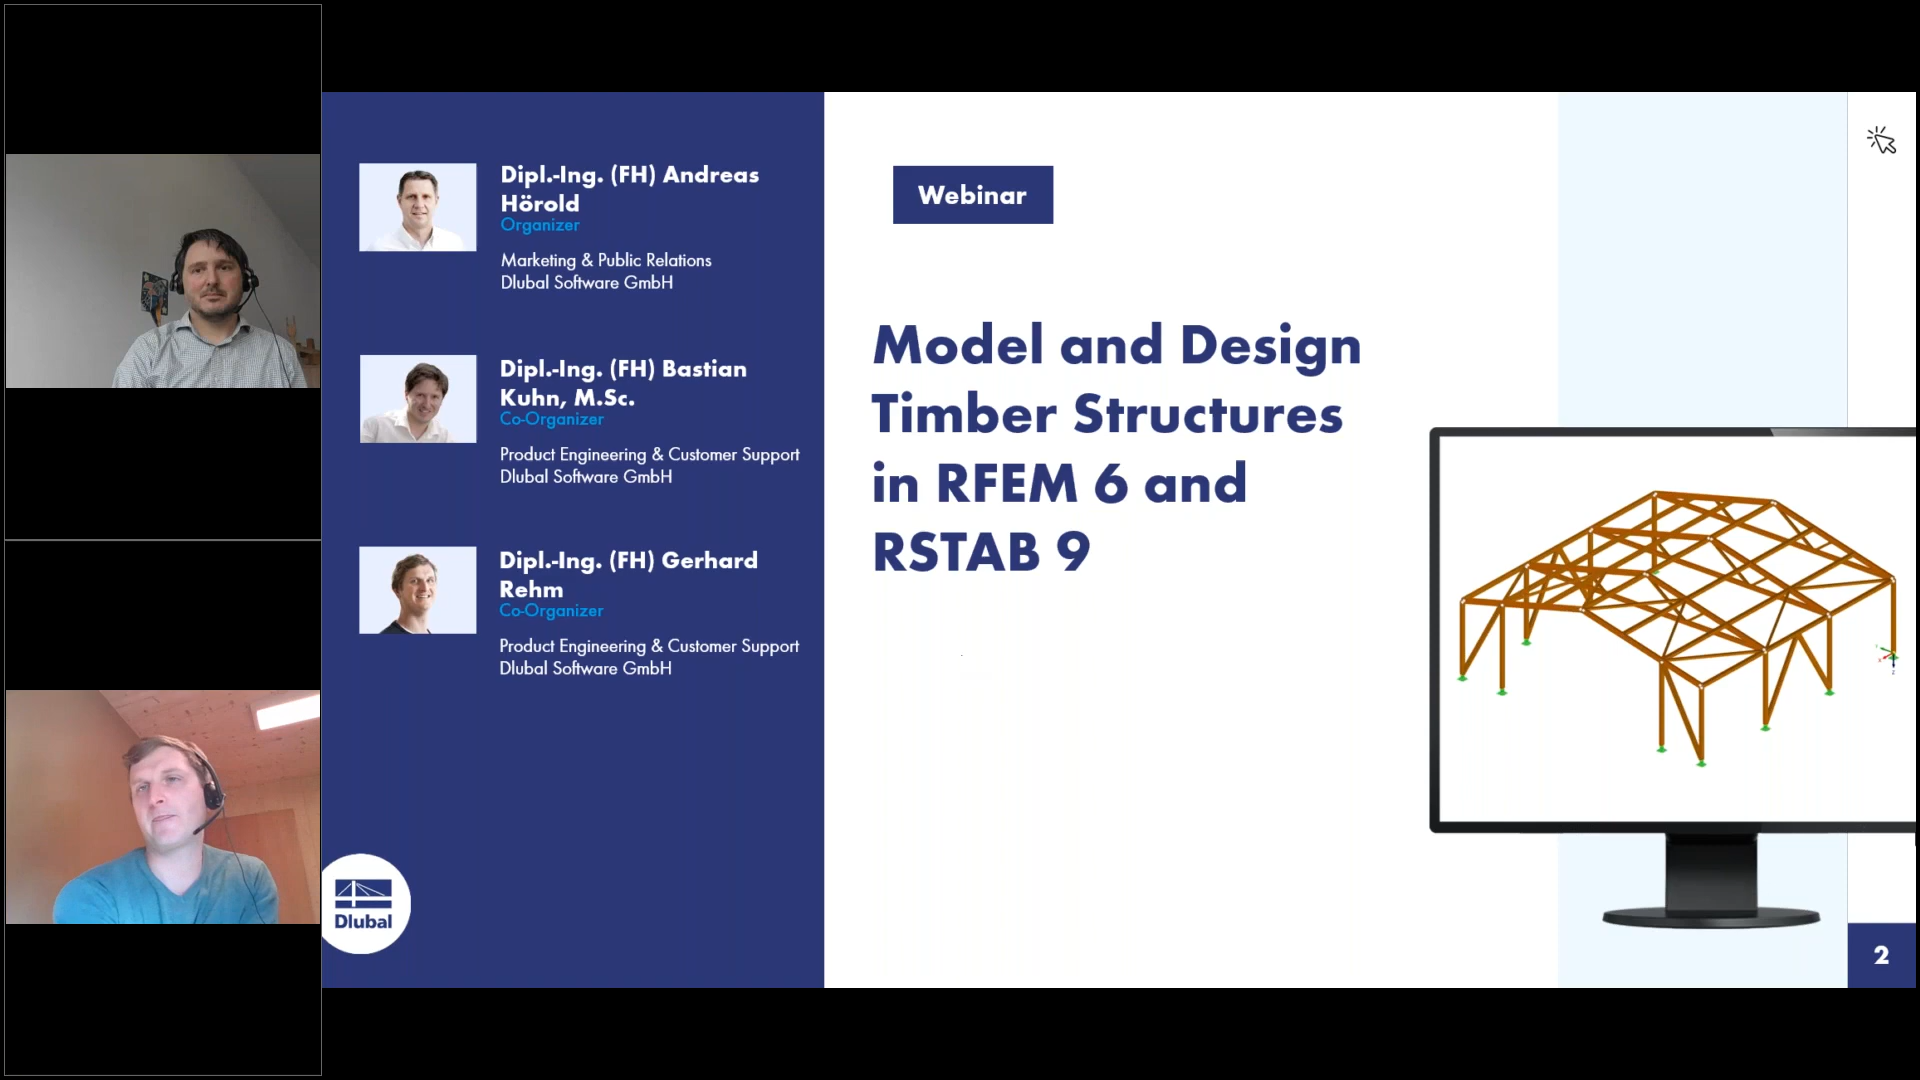 Dipl.-Ing. (FH) Andreas
Hörold
Organizer
Marketing & Public Relations
Dlubal Software GmbH
Dipl.-Ing. (FH) Bastian
Kuhn, M.Sc.
Co-Organizer
Product Engineering & Customer Support
Dlubal Software GmbH
Dipl.-Ing. (FH) Gerhard
Rehm
Co-Organizer
Product Engineering & Customer Support
Dlubal Software GmbH
Dlubal
Webinar
Model and Design
Timber Structures
in RFEM 6 and
RSTAB 9
2